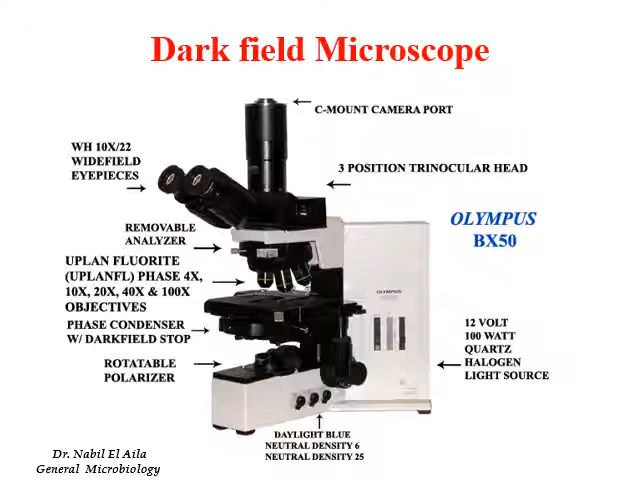 Dark field Microscope
C-MOUNT CAMERA PORT
WH 10X/22
WIDEFIELD
EYEPIECES
3 POSITION TRINOCULAR HEAD
OLYMPUS
BX50
REMOVABLE
ANALYZER
UPLAN FLUORITE
(UPLANFL) PHASE 4X,
10X, 20X, 40X & 100X
OBJECTIVES
OLYMPUS
PHASE CONDENSER
W/ DARKFIELD STOP
12 VOLT
100 WATT
QUARTZ
HALOGEN
LIGHT SOURCE
ROTATABLE
POLARIZER
DAYLIGHT BLUE
NEUTRAL DENSITY 6
NEUTRAL DENSITY 25
Dr. Nabil El Aila
General Microbiology